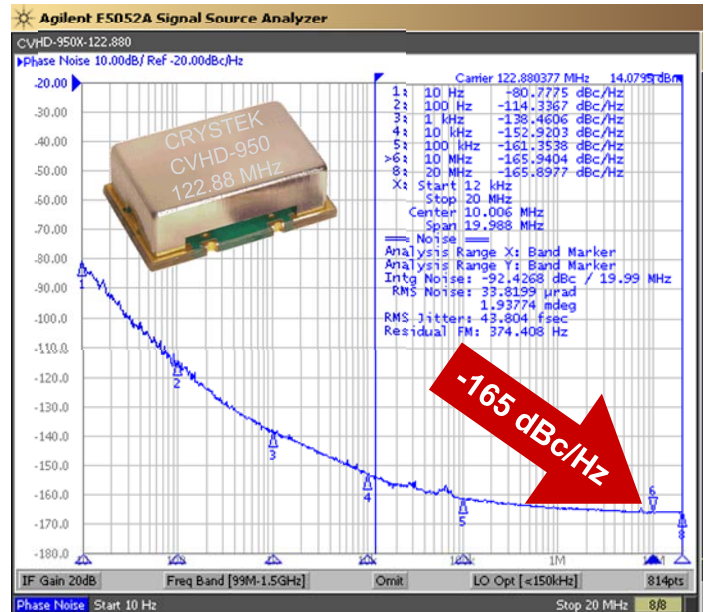 Agilent E5052A Signal Source Analyzer
CVHD-950X-122.880
▶Phase Noise 10.00dB/ Ref -20.00dBc/Hz
Carrier 122.880377 MHz 14.0795 dBm
1: 10 Hz -80.7775 dBc/Hz
2: 100 Hz -114.3367 dBc/Hz
3: 1 kHz -138.4606 dBc/Hz
4: 10 kHz -152.9203 dBc/Hz
5: 100 kHz -161.3538 dBc/Hz
>6: 10 MHz -165.9404 dBc/Hz
8: 20 MHz -165.8977 dBc/Hz
X: Start 12 kHz
Stop 20 MHz
Center 10.006 MHz
Span 19.988 MHz
=== Noise ===
Analysis Range X: Band Marker
Analysis Range Y: Band Marker
Intg Noise: -92.4268 dBc / 19.99 MHz
RMS Noise: 33.8199 µrad
1.93774 mdeg
RMS Jitter: 43.804 fsec
Residual FM: 374.408 Hz
-20.00
-30.00
-40.00
-50.00
-60.00
-70.00
-80.00
-90.00
-100.0
-110.0
-120.0
-130.0
-140.0
-150.0
-160.0
-170.0
-180.0
CRYSTEK
CVHD-950
122.88 MHz
-165 dBc/Hz
1
2
3
4
5
6
8
1M
IF Gain 20dB Freq Band [99M-1.5GHz] Omit LO Opt [<150kHz] 814pts
Phase Noise Start 10 Hz Stop 20 MHz 8/8